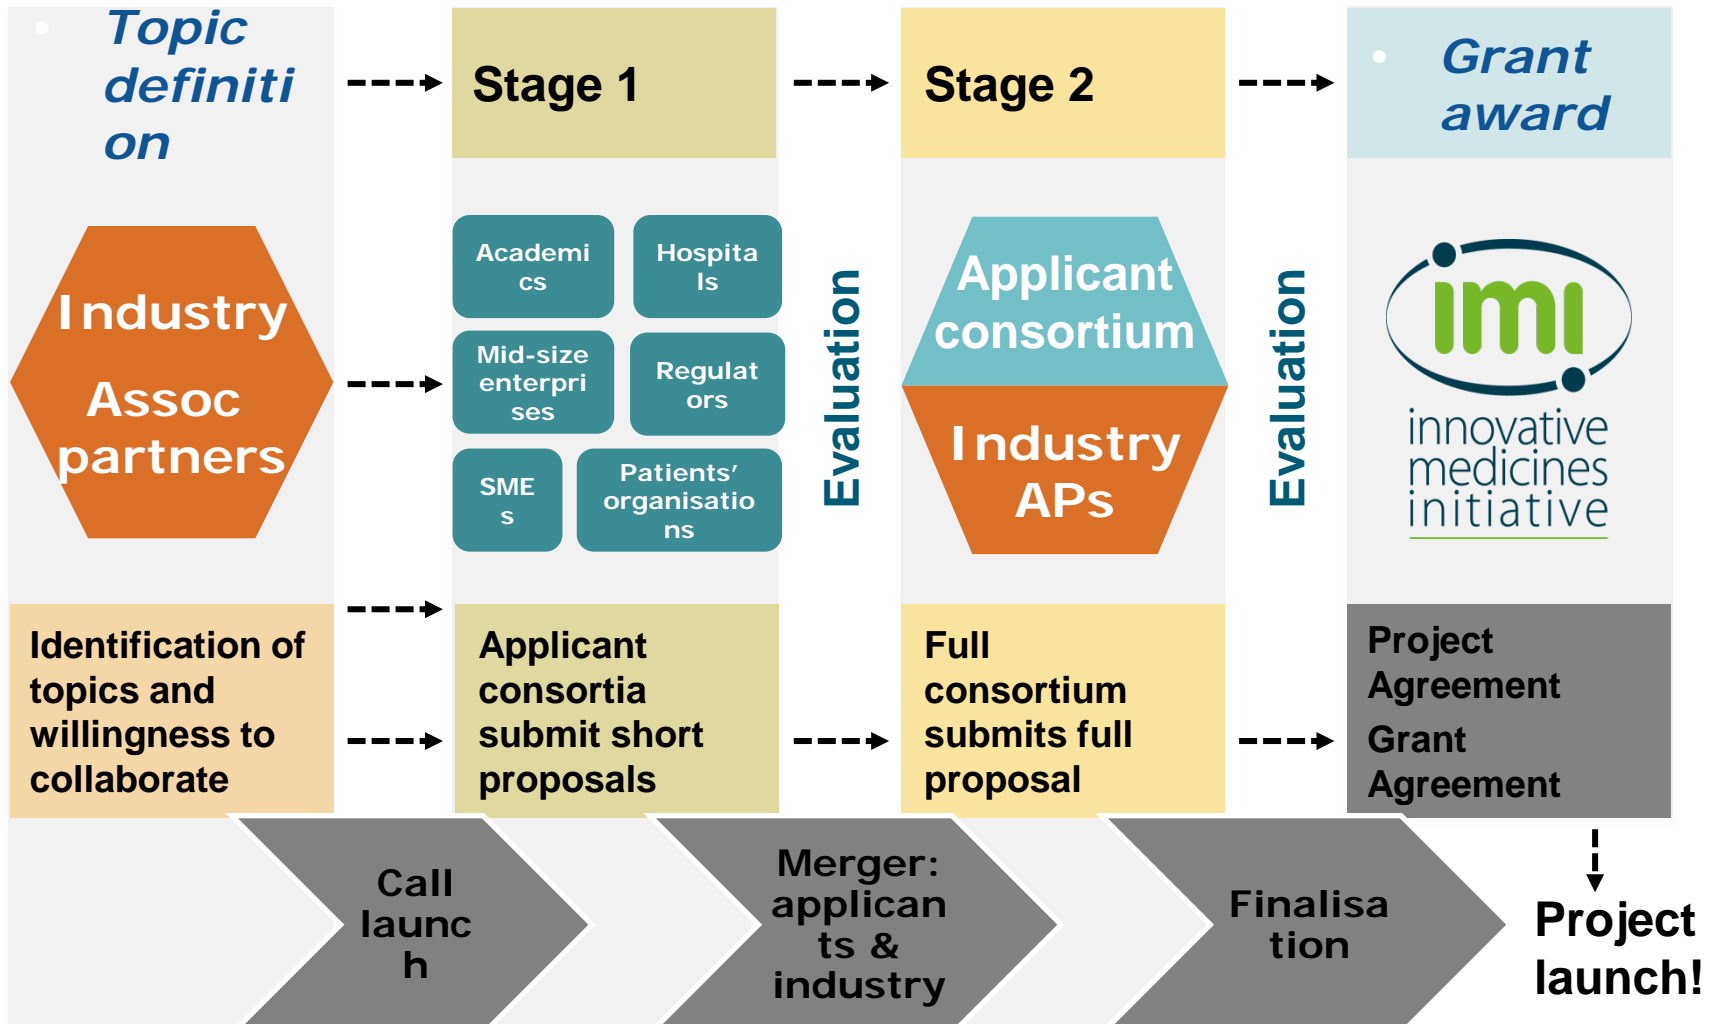 • Topic
definiti
on
Industry
Assoc
partners
Identification of
topics and
willingness to
collaborate
Stage 1
Academi
cs
Hospita
ls
Mid-size
enterpri
ses
Regulat
ors
SME
s
Patients’
organisatio
ns
Applicant
consortia
submit short
proposals
Evaluation
Stage 2
Applicant
consortium
Industry
APs
Full
consortium
submits full
proposal
Evaluation
• Grant
award
imi
innovative
medicines
initiative
Project
Agreement
Grant
Agreement
Call
launc
h
Merger:
applican
ts &
industry
Finalisa
tion
Project
launch!